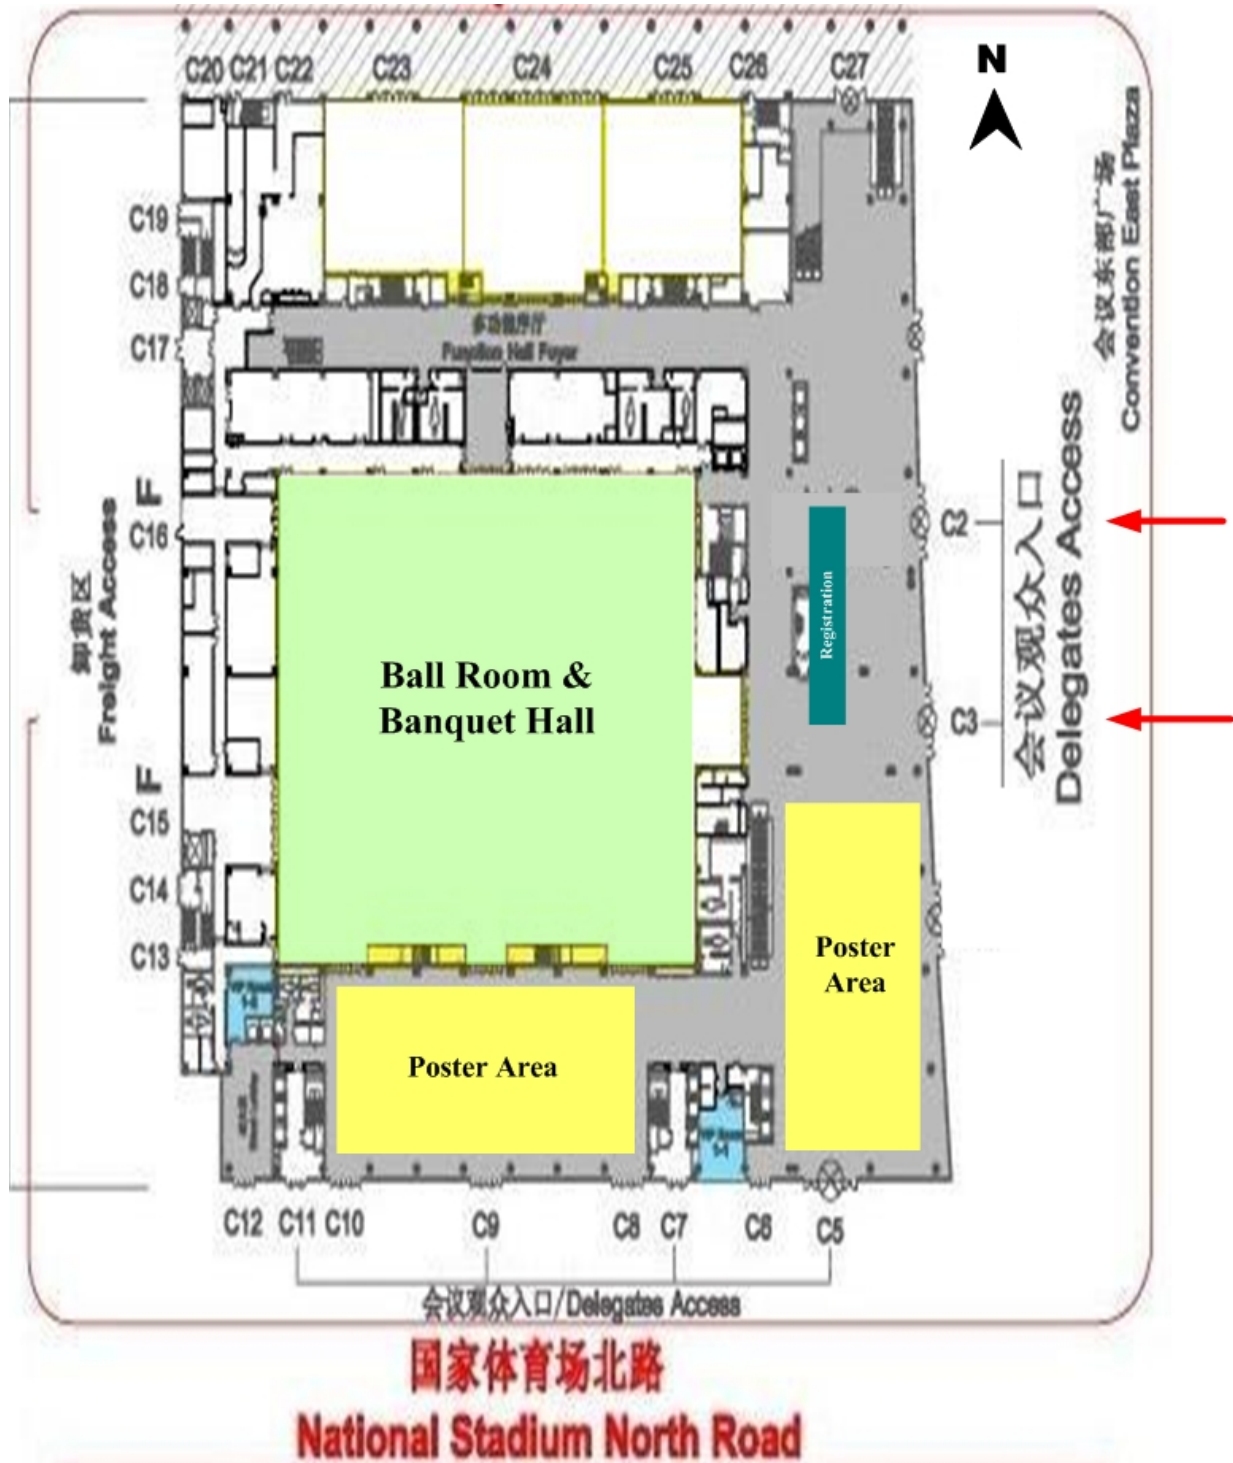 N
C20 C21 C22 C23 C24 C25 C26 C27
会议东部广场
Convention East Plaza
C19
C18
C17
多功能序厅
Function Hall Foyer
会议观众入口
Delegates Access
C2
C3
F
C16
卸货区
Freight Access
F
C15
C14
C13
Registration
Ball Room &
Banquet Hall
Poster
Area
Poster Area
C12 C11 C10 C9 C8 C7 C6 C5
会议观众入口/Delegates Access
国家体育场北路
National Stadium North Road